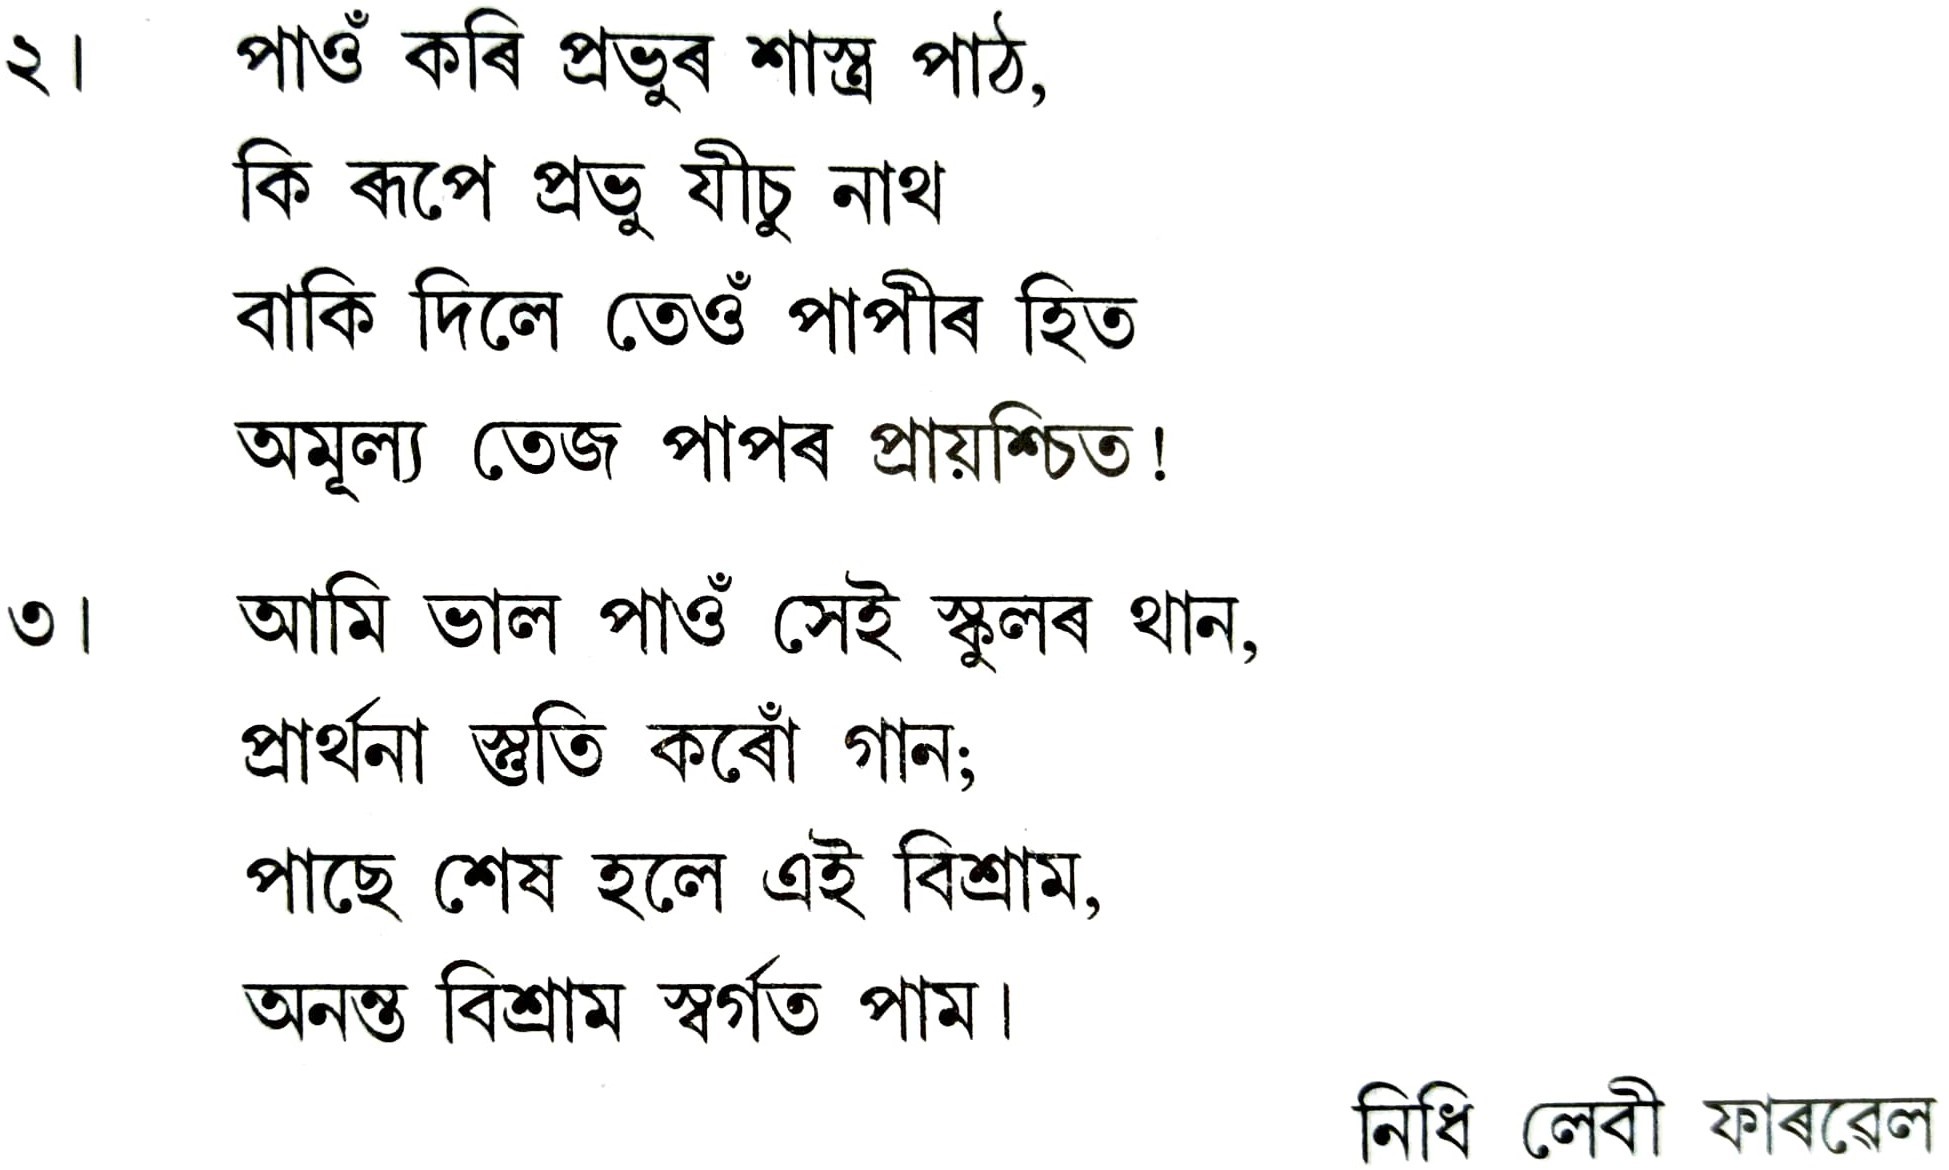 ২। পাওঁ কৰি প্ৰভুৰ শাস্ত্ৰ পাঠ,
কি ৰূপে প্ৰভু যীচু নাথ
বাকি দিলে তেওঁ পাপীৰ হিত
অমূল্য তেজ পাপৰ প্ৰায়শ্চিত!
৩। আমি ভাল পাওঁ সেই স্কুলৰ থান,
প্ৰাৰ্থনা স্তুতি কৰোঁ গান;
পাছে শেষ হলে এই বিশ্ৰাম,
অনন্ত বিশ্ৰাম স্বৰ্গত পাম।
নিধি লেবী ফাৰৱেল